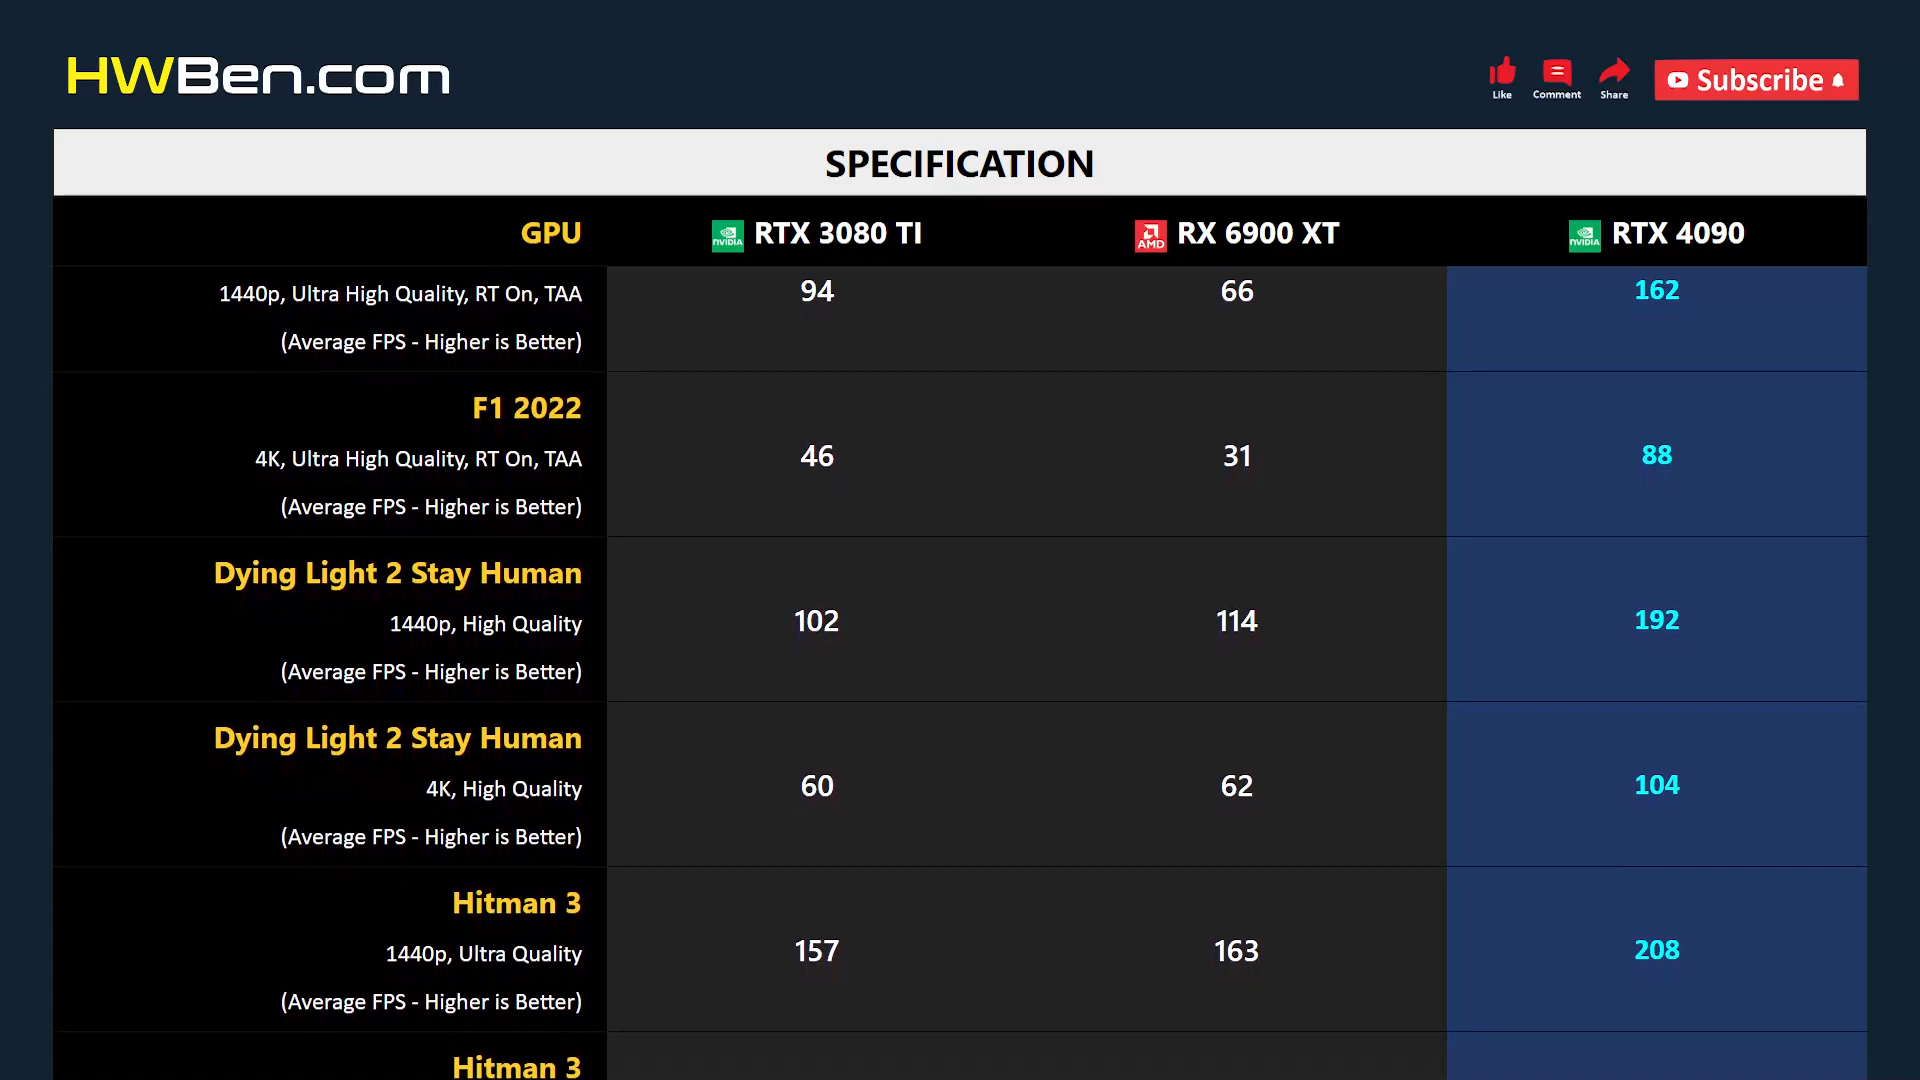 HWBen.com
Like
Comment
Share
Subscribe
SPECIFICATION
GPU
NVIDIA RTX 3080 TI
AMD RX 6900 XT
NVIDIA RTX 4090
1440p, Ultra High Quality, RT On, TAA
(Average FPS - Higher is Better)
94
66
162
F1 2022
4K, Ultra High Quality, RT On, TAA
(Average FPS - Higher is Better)
46
31
88
Dying Light 2 Stay Human
1440p, High Quality
(Average FPS - Higher is Better)
102
114
192
Dying Light 2 Stay Human
4K, High Quality
(Average FPS - Higher is Better)
60
62
104
Hitman 3
1440p, Ultra Quality
(Average FPS - Higher is Better)
157
163
208
Hitman 3